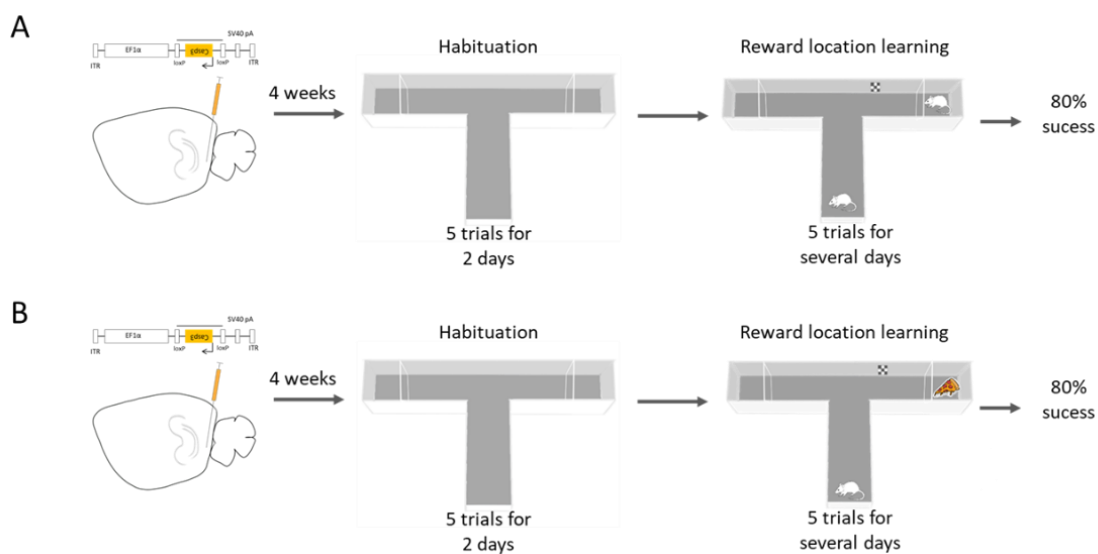 A
EF1α
Casp3
SV40 pA
ITR
loxP
loxP
ITR
4 weeks
Habituation
5 trials for
2 days
Reward location learning
5 trials for
several days
80%
sucess
B
EF1α
Casp3
SV40 pA
ITR
loxP
loxP
ITR
4 weeks
Habituation
5 trials for
2 days
Reward location learning
5 trials for
several days
80%
sucess